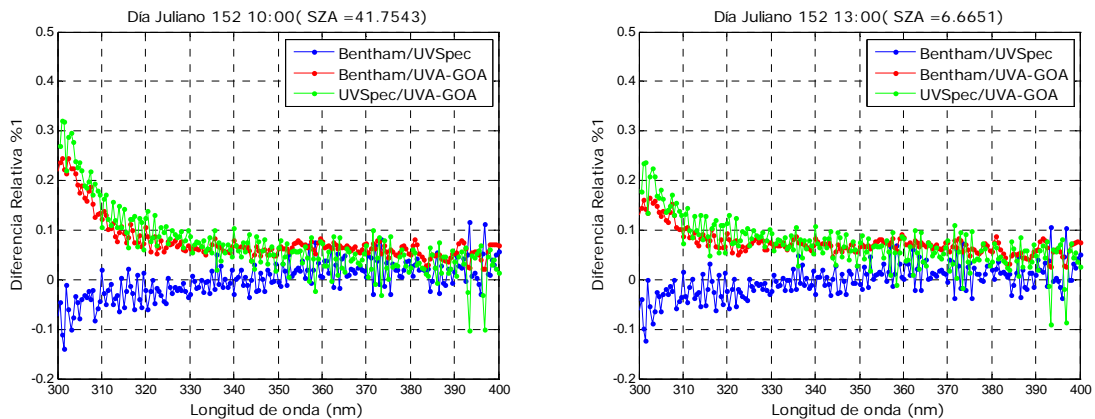 Día Juliano 152 10:00( SZA =41.7543)
0.5
0.4
0.3
0.2
0.1
0
-0.1
-0.2
Diferencia Relativa %1
Bentham/UVSpec
Bentham/UVA-GOA
UVSpec/UVA-GOA
300 310 320 330 340 350 360 370 380 390 400
Longitud de onda (nm)
Día Juliano 152 13:00( SZA =6.6651)
0.5
0.4
0.3
0.2
0.1
0
-0.1
-0.2
Diferencia Relativa %1
Bentham/UVSpec
Bentham/UVA-GOA
UVSpec/UVA-GOA
300 310 320 330 340 350 360 370 380 390 400
Longitud de onda (nm)